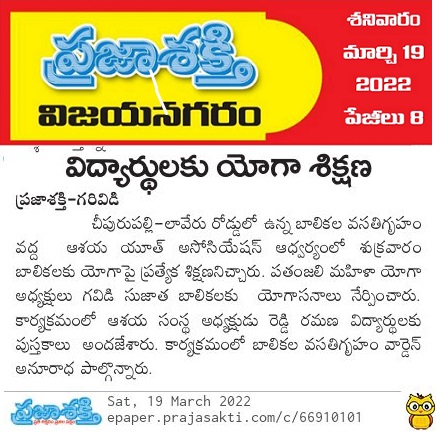 ప్రజాశక్తి
విజయనగరం
శనివారం
మార్చి 19
2022
పేజీలు 8
విద్యార్థులకు యోగా శిక్షణ
ప్రజాశక్తి-గరివిడి
చీపురుపల్లి-లావేరు రోడ్డులో ఉన్న బాలికల వసతిగృహం
వద్ద ఆశయ యూత్ అసోసియేషన్ ఆధ్వర్యంలో శుక్రవారం
బాలికలకు యోగాపై ప్రత్యేక శిక్షణనిచ్చారు. పతంజలి మహిళా యోగా
అధ్యక్షులు గవిడి సుజాత బాలికలకు యోగాసనాలు నేర్పించారు.
కార్యక్రమంలో ఆశయ సంస్థ అధ్యక్షుడు రెడ్డి రమణ విద్యార్థులకు
పుస్తకాలు అందజేశారు. కార్యక్రమంలో బాలికల వసతిగృహం వార్డెన్
అనూరాధ పాల్గొన్నారు.
ప్రజాశక్తి
Sat, 19 March 2022
epaper.prajasakti.com/c/66910101